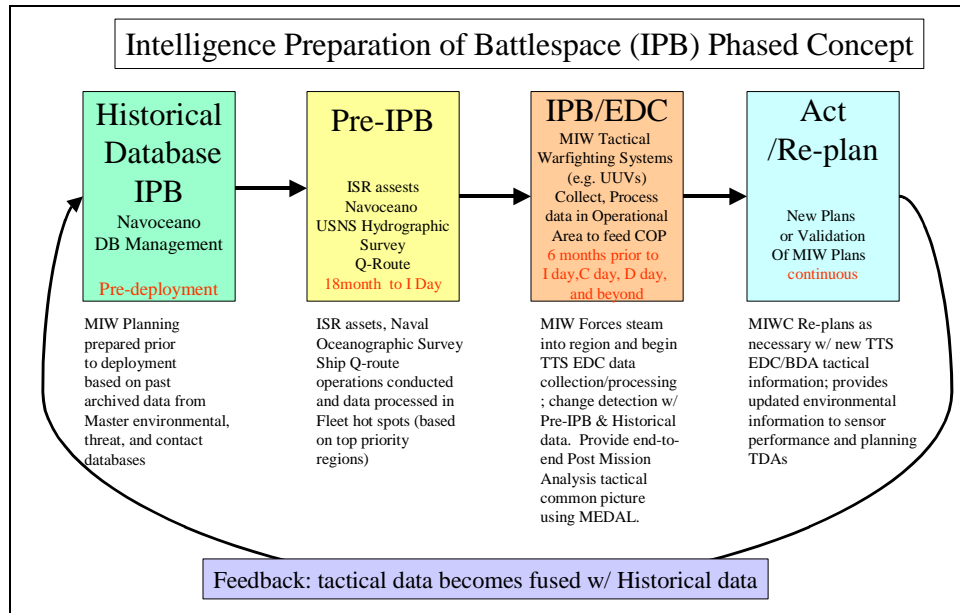 Intelligence Preparation of Battlespace (IPB) Phased Concept
Historical
Database
IPB
Navoceano
DB Management
Pre-deployment
Pre-IPB
ISR assests
Navoceano
USNS Hydrographic
Survey
Q-Route
18month  to I Day
IPB/EDC
MIW Tactical
Warfighting Systems
(e.g. UUVs)
Collect, Process
data in Operational
Area to feed COP
6 months prior to
I day,C day, D day,
and beyond
Act
/Re-plan
New Plans
or Validation
Of MIW Plans
continuous
MIW Planning
prepared prior
to deployment
based on past
archived data from
Master environmental,
threat, and contact
databases
ISR assets, Naval
Oceanographic Survey
Ship Q-route
operations conducted
and data processed in
Fleet hot spots (based
on top priority
regions)
MIW Forces steam
into region and begin
TTS EDC data
collection/processing
; change detection w/
Pre-IPB & Historical
data.  Provide end-to-
end Post Mission
Analysis tactical
common picture
using MEDAL.
MIWC Re-plans as
necessary w/ new TTS
EDC/BDA tactical
information; provides
updated environmental
information to sensor
performance and planning
TDAs
Feedback: tactical data becomes fused w/ Historical data